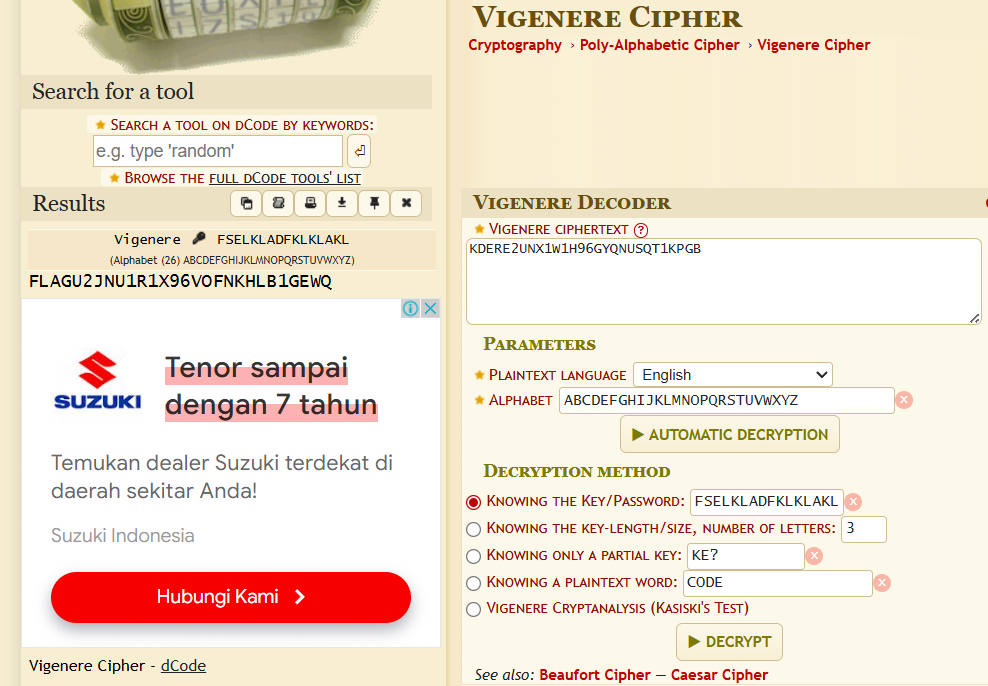 VIGENERE CIPHER
Cryptography › Poly-Alphabetic Cipher › Vigenere Cipher
Search for a tool
★ SEARCH A TOOL ON DCODE BY KEYWORDS:
e.g. type 'random'
★ BROWSE THE FULL DCODE TOOLS' LIST
Results
Vigenere FSELKLADFKLKLAKL
(Alphabet (26) ABCDEFGHIJKLMNOPQRSTUVWXYZ)
FLAGU2JNU1R1X96VOFNKHLB1GEWQ
SUZUKI
Tenor sampai
dengan 7 tahun
Temukan dealer Suzuki terdekat di
daerah sekitar Anda!
Suzuki Indonesia
Hubungi Kami
Vigenere Cipher - dCode
VIGENERE DECODER
★ VIGENERE CIPHERTEXT ?
KDERE2UNX1W1H96GYQNUSQT1KPGB
PARAMETERS
★ PLAINTEXT LANGUAGE English
★ ALPHABET ABCDEFGHIJKLMNOPQRSTUVWXYZ
▶ AUTOMATIC DECRYPTION
DECRYPTION METHOD
KNOWING THE KEY/PASSWORD: FSELKLADFKLKLAKL
KNOWING THE KEY-LENGTH/SIZE, NUMBER OF LETTERS: 3
KNOWING ONLY A PARTIAL KEY: KE?
KNOWING A PLAINTEXT WORD: CODE
VIGENERE CRYPTANALYSIS (KASISKI'S TEST)
▶ DECRYPT
See also: Beaufort Cipher — Caesar Cipher